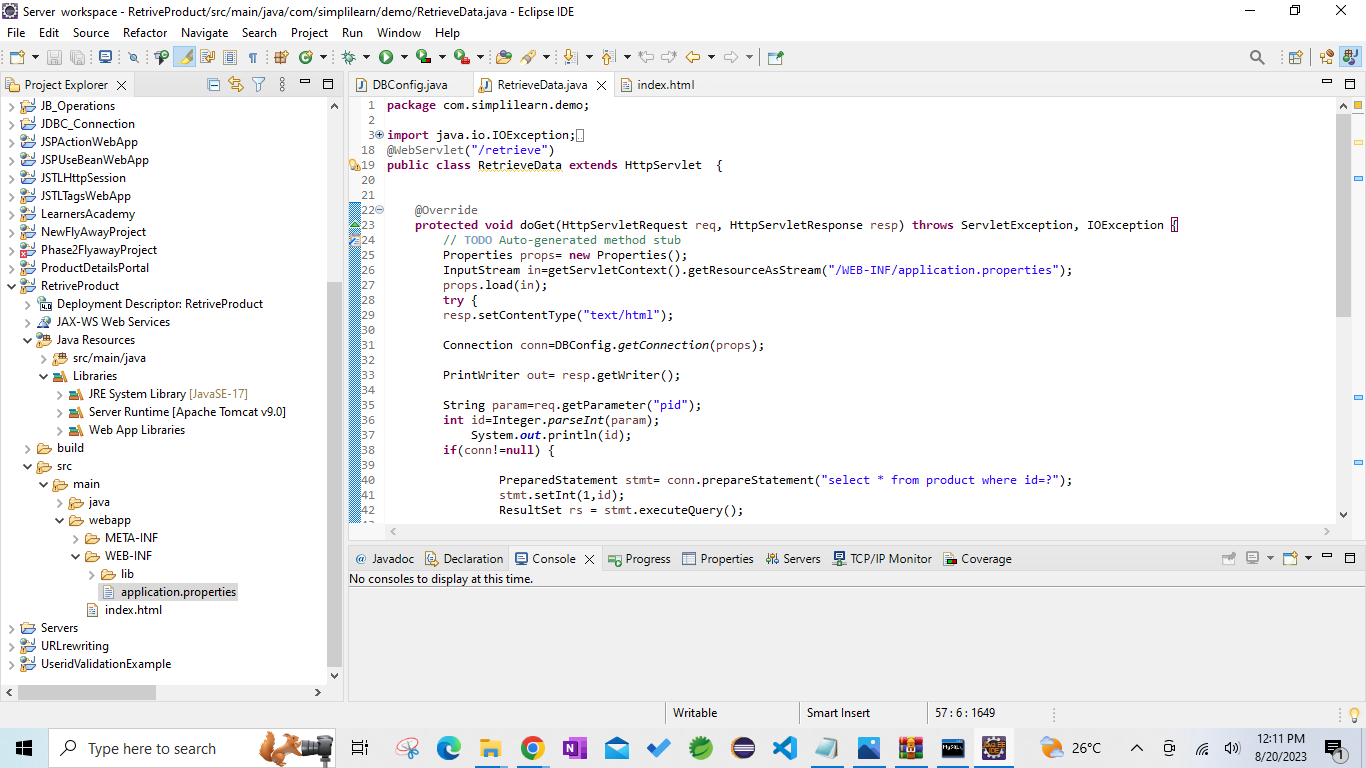 Server workspace - RetriveProduct/src/main/java/com/simplilearn/demo/RetrieveData.java - Eclipse IDE
File Edit Source Refactor Navigate Search Project Run Window Help
Project Explorer
JB_Operations
JDBC_Connection
JSPActionWebApp
JSPUseBeanWebApp
JSTLHttpSession
JSTLTagsWebApp
LearnersAcademy
NewFlyAwayProject
Phase2FlyawayProject
ProductDetailsPortal
RetriveProduct
Deployment Descriptor: RetriveProduct
JAX-WS Web Services
Java Resources
src/main/java
Libraries
JRE System Library [JavaSE-17]
Server Runtime [Apache Tomcat v9.0]
Web App Libraries
build
src
main
java
webapp
META-INF
WEB-INF
lib
application.properties
index.html
Servers
URLrewriting
UseridValidationExample
DBConfig.java RetrieveData.java index.html
1 package com.simplilearn.demo;
2
3 import java.io.IOException;
18 @WebServlet("/retrieve")
19 public class RetrieveData extends HttpServlet {
20
21
22 @Override
23 protected void doGet(HttpServletRequest req, HttpServletResponse resp) throws ServletException, IOException {
24 // TODO Auto-generated method stub
25 Properties props= new Properties();
26 InputStream in=getServletContext().getResourceAsStream("/WEB-INF/application.properties");
27 props.load(in);
28 try {
29 resp.setContentType("text/html");
30
31 Connection conn=DBConfig.getConnection(props);
32
33 PrintWriter out= resp.getWriter();
34
35 String param=req.getParameter("pid");
36 int id=Integer.parseInt(param);
37 System.out.println(id);
38 if(conn!=null) {
39
40 PreparedStatement stmt= conn.prepareStatement("select * from product where id=?");
41 stmt.setInt(1,id);
42 ResultSet rs = stmt.executeQuery();
@ Javadoc Declaration Console Progress Properties Servers TCP/IP Monitor Coverage
No consoles to display at this time.
Writable Smart Insert 57 : 6 : 1649
Type here to search
26°C
12:11 PM
8/20/2023
1